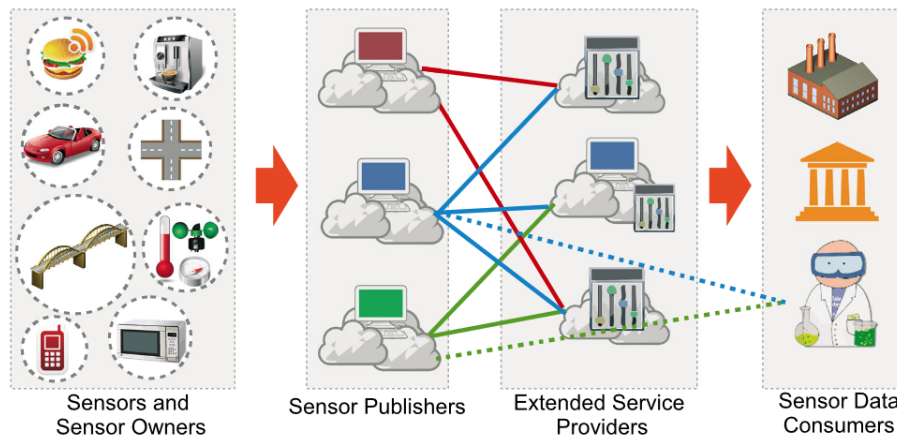 Sensors and
Sensor Owners
Sensor Publishers
Extended Service
Providers
Sensor Data
Consumers